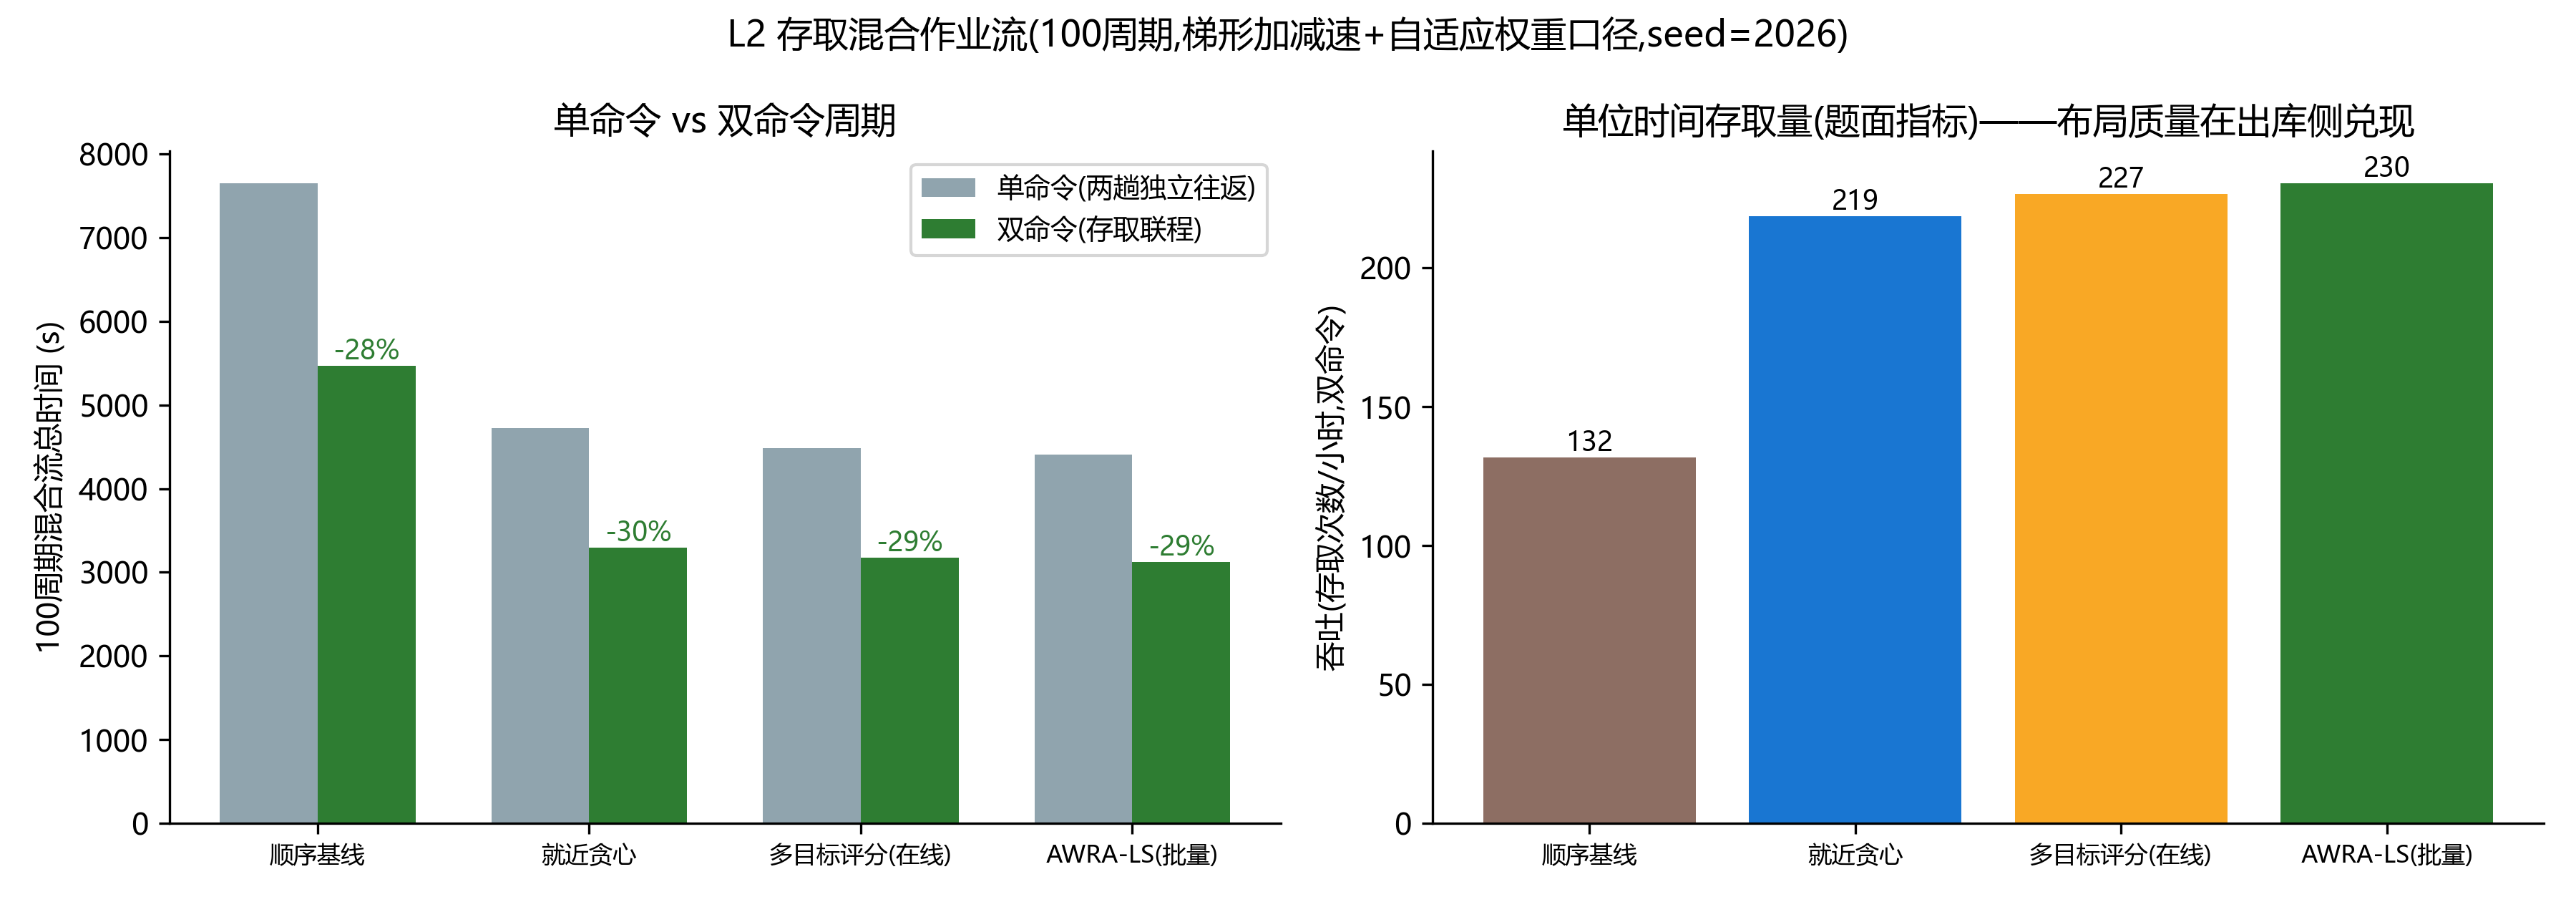 L2 存取混合作业流(100周期,梯形加减速+自适应权重口径,seed=2026)
单命令 vs 双命令周期
100周期混合流总时间 (s)
8000
7000
6000
5000
4000
3000
2000
1000
0
单命令(两趟独立往返)
双命令(存取联程)
-28%
-30%
-29%
-29%
顺序基线
就近贪心
多目标评分(在线)
AWRA-LS(批量)
单位时间存取量(题面指标)——布局质量在出库侧兑现
吞吐(存取次数/小时,双命令)
200
150
100
50
0
132
219
227
230
顺序基线
就近贪心
多目标评分(在线)
AWRA-LS(批量)